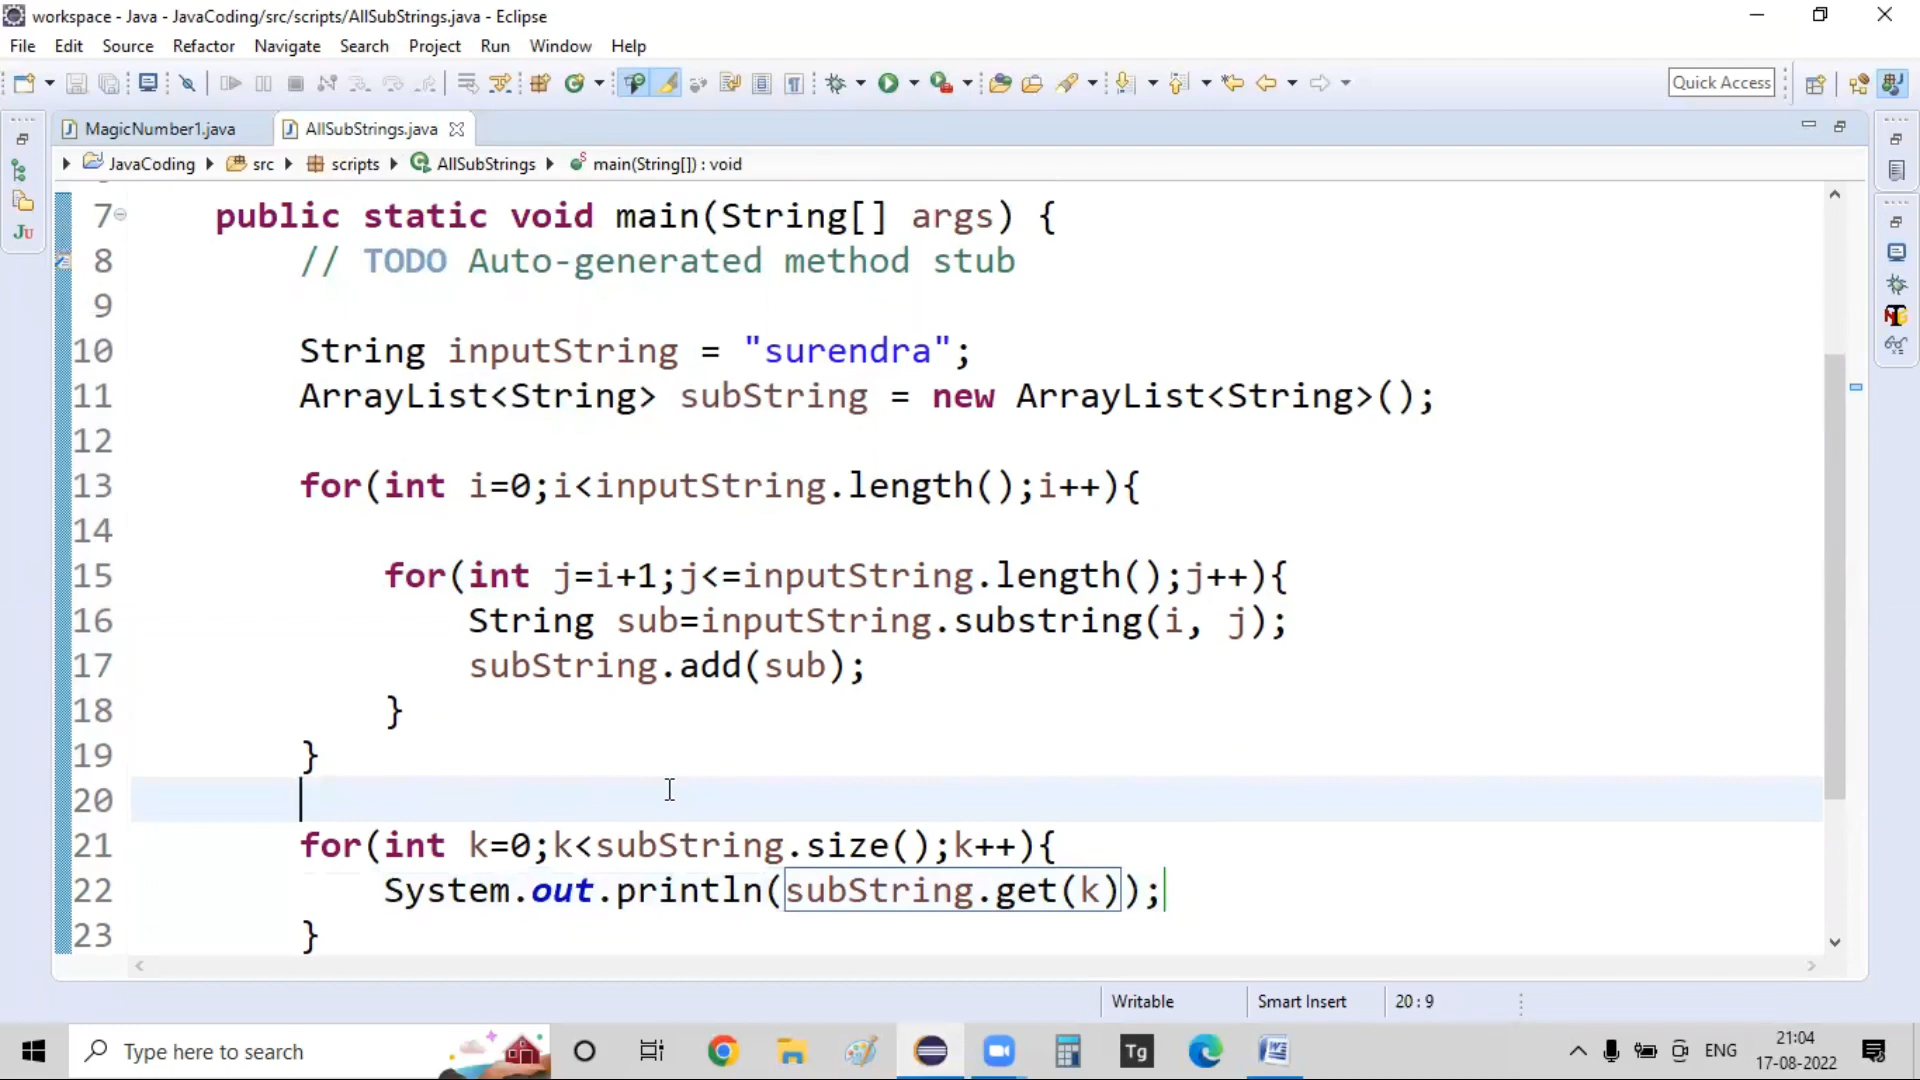 workspace - Java - JavaCoding/src/scripts/AllSubStrings.java - Eclipse
File Edit Source Refactor Navigate Search Project Run Window Help
Quick Access
MagicNumber1.java AllSubStrings.java
JavaCoding src scripts AllSubStrings main(String[]) : void
7 public static void main(String[] args) {
8 // TODO Auto-generated method stub
9
10 String inputString = "surendra";
11 ArrayList<String> subString = new ArrayList<String>();
12
13 for(int i=0;i<inputString.length();i++){
14
15 for(int j=i+1;j<=inputString.length();j++){
16 String sub=inputString.substring(i, j);
17 subString.add(sub);
18 }
19 }
20
21 for(int k=0;k<subString.size();k++){
22 System.out.println(subString.get(k));
23 }
Writable Smart Insert 20 : 9
Type here to search
Tg
ENG
21:04
17-08-2022